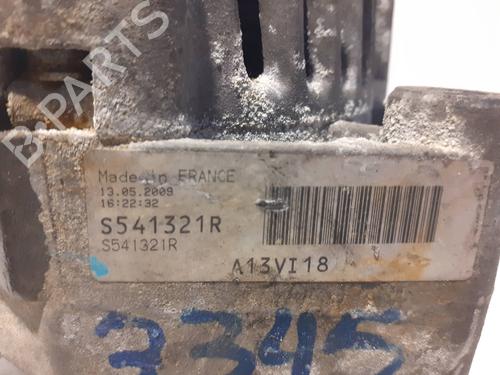 B-PARTS
Made in FRANCE
13.05.2009
16:22:32
S541321R
S541321R
A13VI18
3345